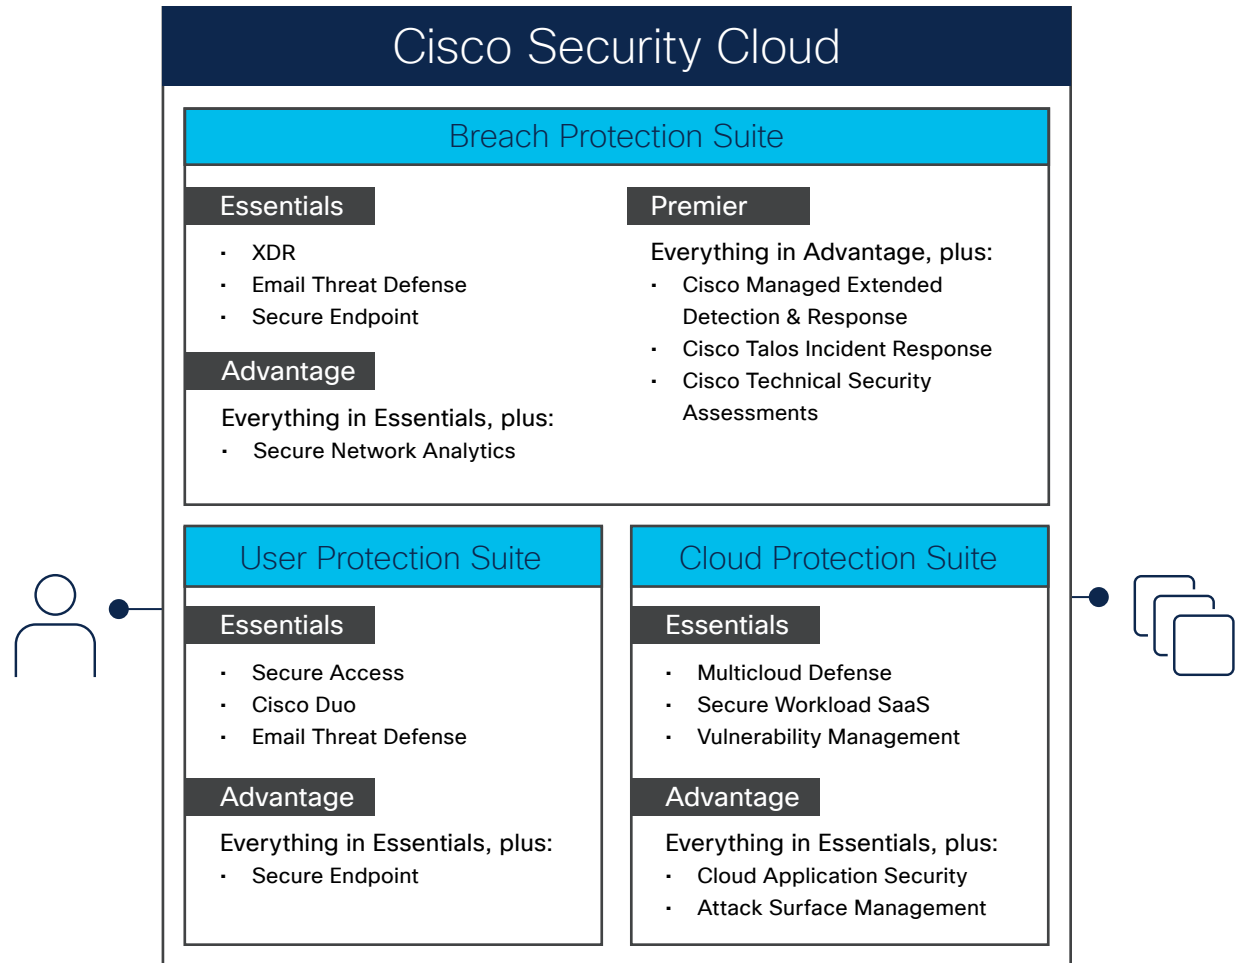 Cisco Security Cloud
Breach Protection Suite
Essentials
· XDR
· Email Threat Defense
· Secure Endpoint
Advantage
Everything in Essentials, plus:
· Secure Network Analytics
Premier
Everything in Advantage, plus:
· Cisco Managed Extended
Detection & Response
· Cisco Talos Incident Response
· Cisco Technical Security
Assessments
User Protection Suite
Essentials
· Secure Access
· Cisco Duo
· Email Threat Defense
Advantage
Everything in Essentials, plus:
· Secure Endpoint
Cloud Protection Suite
Essentials
· Multicloud Defense
· Secure Workload SaaS
· Vulnerability Management
Advantage
Everything in Essentials, plus:
· Cloud Application Security
· Attack Surface Management